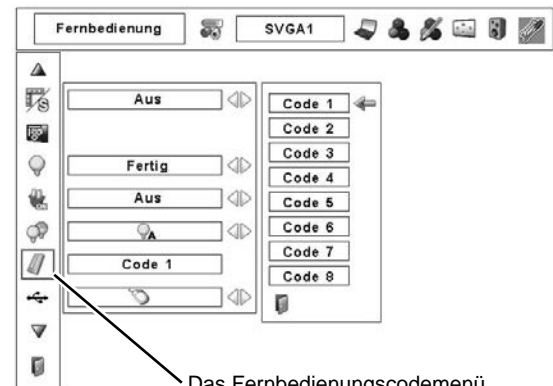 Fernbedienung SVGA1
Aus
Fertig
Aus
A
Code 1
Code 1
Code 2
Code 3
Code 4
Code 5
Code 6
Code 7
Code 8
Das Fernbedienungscodemenü